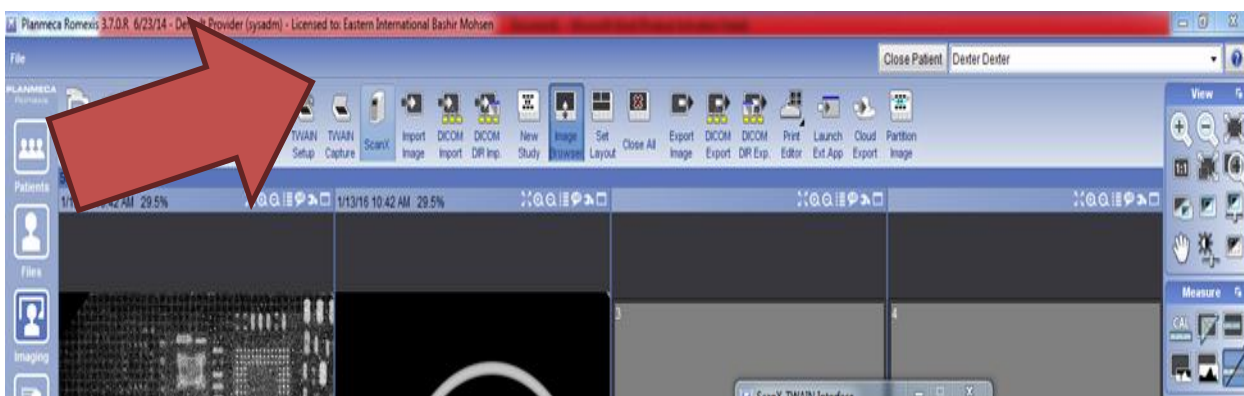 Planmeca Romexis 3.7.0.R 6/23/14 - Default Provider (sysadm) - Licensed to: Eastern International Bashir Mohsen
File
Close Patient Dexter Dexter
PLANMECA
Romexis
TWAIN Setup
TWAIN Capture
ScanX
Import Image
DICOM Import
DICOM DIR Imp.
New Study
Image Browser
Set Layout
Close All
Export Image
DICOM Export
DICOM DIR Exp.
Print Editor
Launch Ext.App
Cloud Export
Partition Image
View
1:1
Patients
29.5%
1/13/16 10:42 AM 29.5%
Files
Measure
CAL
3
4
Imaging
ScanX TWAIN Interface